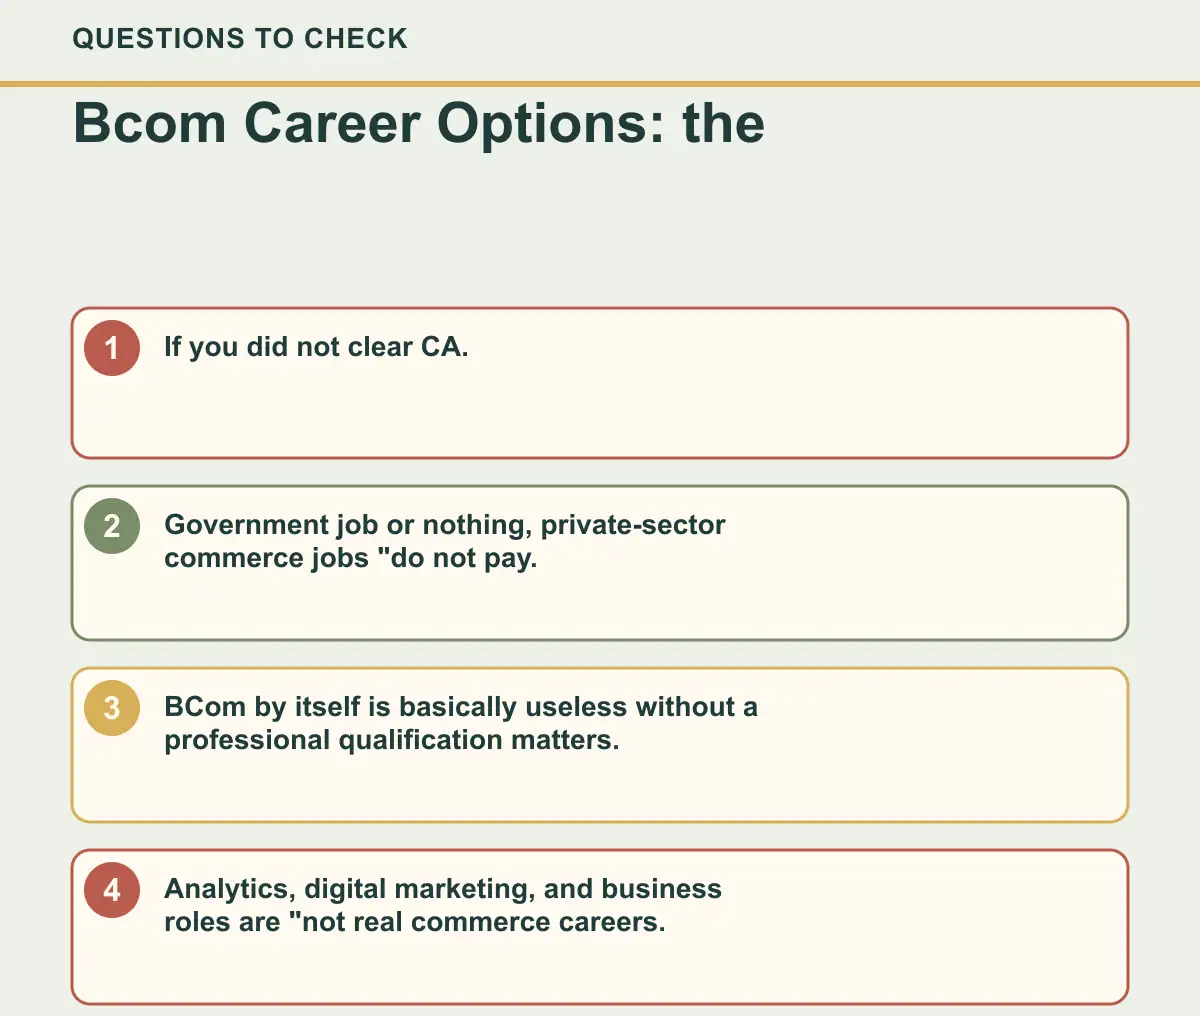 QUESTIONS TO CHECK
Bcom Career Options: the
1
If you did not clear CA.
2
Government job or nothing, private-sector
commerce jobs "do not pay.
3
BCom by itself is basically useless without a
professional qualification matters.
4
Analytics, digital marketing, and business
roles are "not real commerce careers.